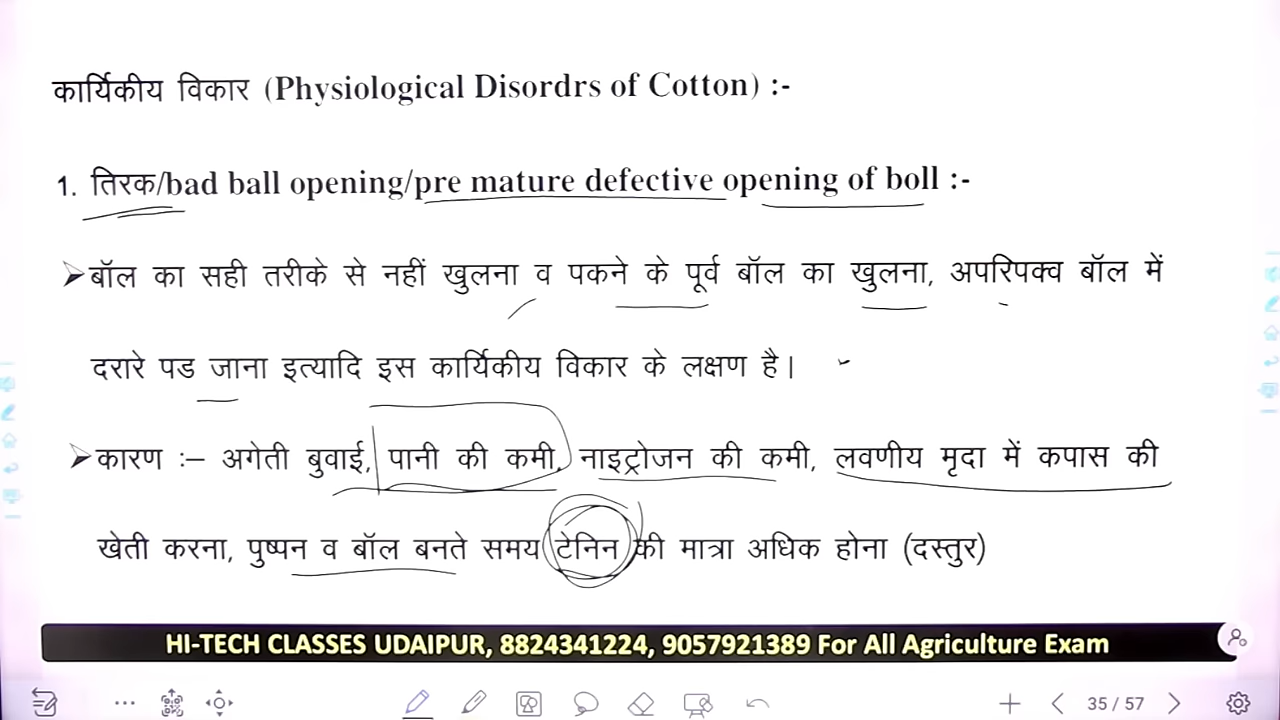 कार्यिकीय विकार (Physiological Disordrs of Cotton) :-
1. तिरक/bad ball opening/pre mature defective opening of boll :-
➢बॉल का सही तरीके से नहीं खुलना व पकने के पूर्व बॉल का खुलना, अपरिपक्व बॉल में
दरारे पड जाना इत्यादि इस कार्यिकीय विकार के लक्षण है।
➢कारण :– अगेती बुवाई, पानी की कमी, नाइट्रोजन की कमी, लवणीय मृदा में कपास की
खेती करना, पुष्पन व बॉल बनते समय टेनिन की मात्रा अधिक होना (दस्तुर)
HI-TECH CLASSES UDAIPUR, 8824341224, 9057921389 For All Agriculture Exam
35 / 57